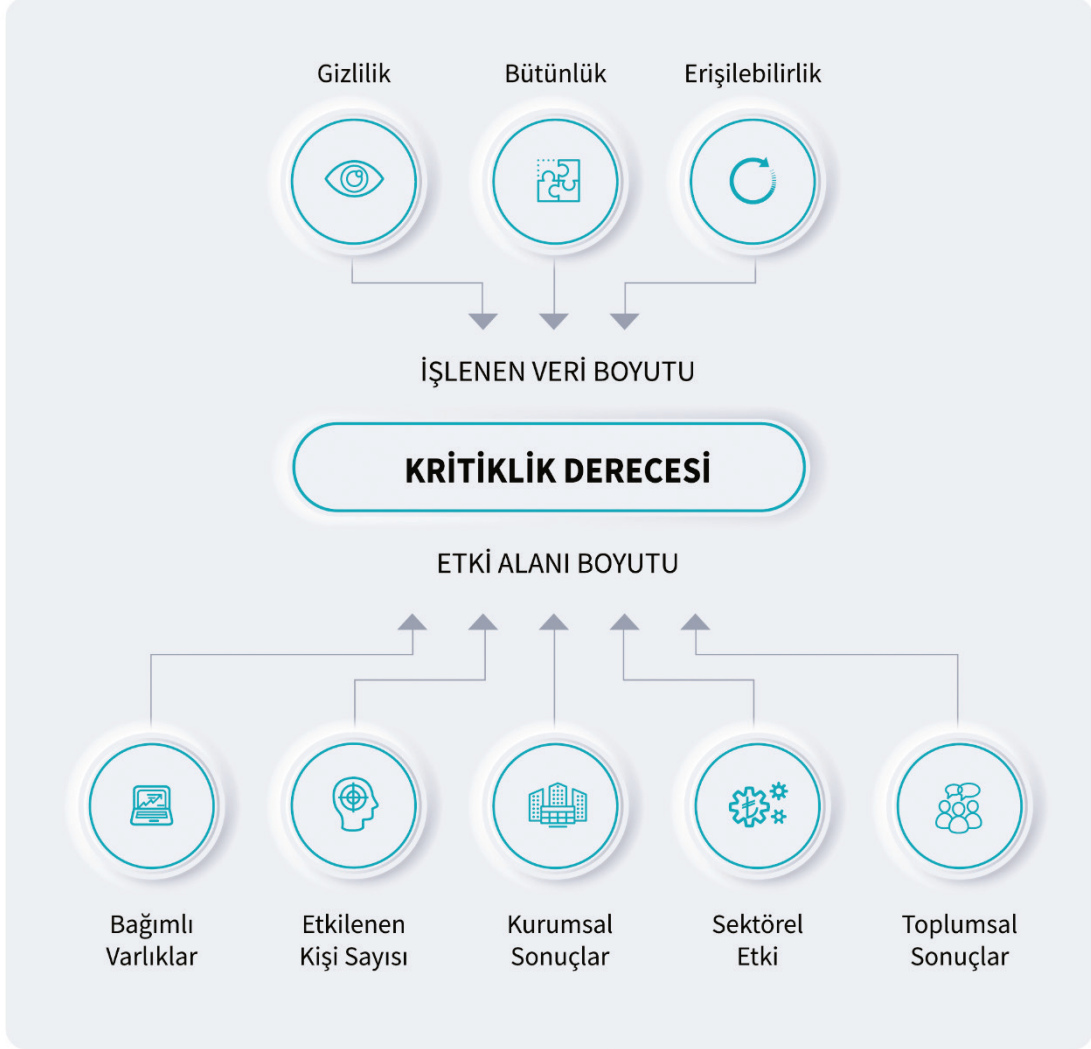 Gizlilik
Bütünlük
Erişilebilirlik
İŞLENEN VERİ BOYUTU
KRİTİKLİK DERECESİ
ETKİ ALANI BOYUTU
Bağımlı
Varlıklar
Etkilenen
Kişi Sayısı
Kurumsal
Sonuçlar
Sektörel
Etki
Toplumsal
Sonuçlar